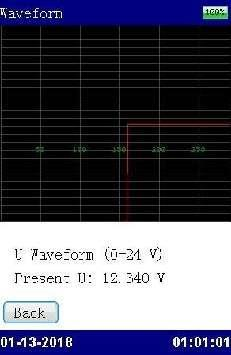 Waveform 100%
50 100 150 200 250
U Waveform (0-24 V)
Present U: 12.340 V
Back
01-13-2018 01:01:01